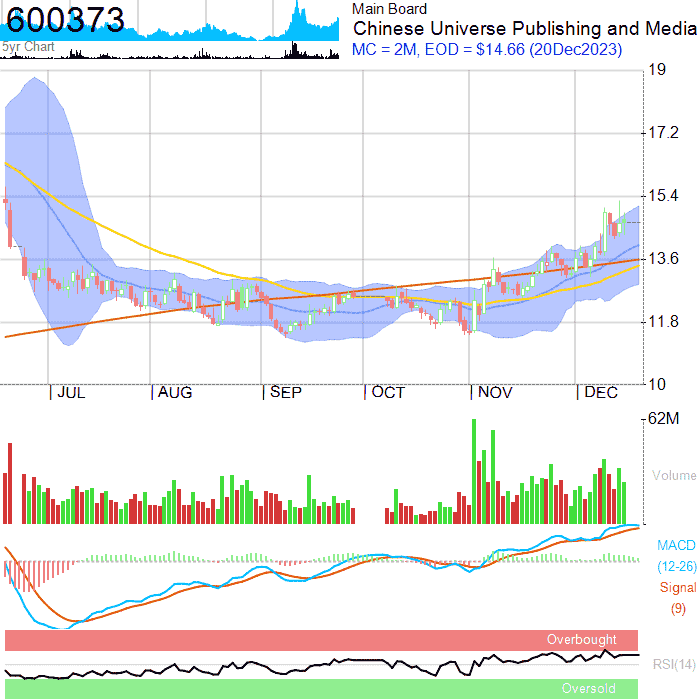 600373
5yr Chart
Main Board
Chinese Universe Publishing and Media
MC = 2M, EOD = $14.66 (20Dec2023)
19
17.2
15.4
13.6
11.8
10
JUL
AUG
SEP
OCT
NOV
DEC
62M
Volume
MACD
(12-26)
Signal
(9)
Overbought
RSI(14)
Oversold